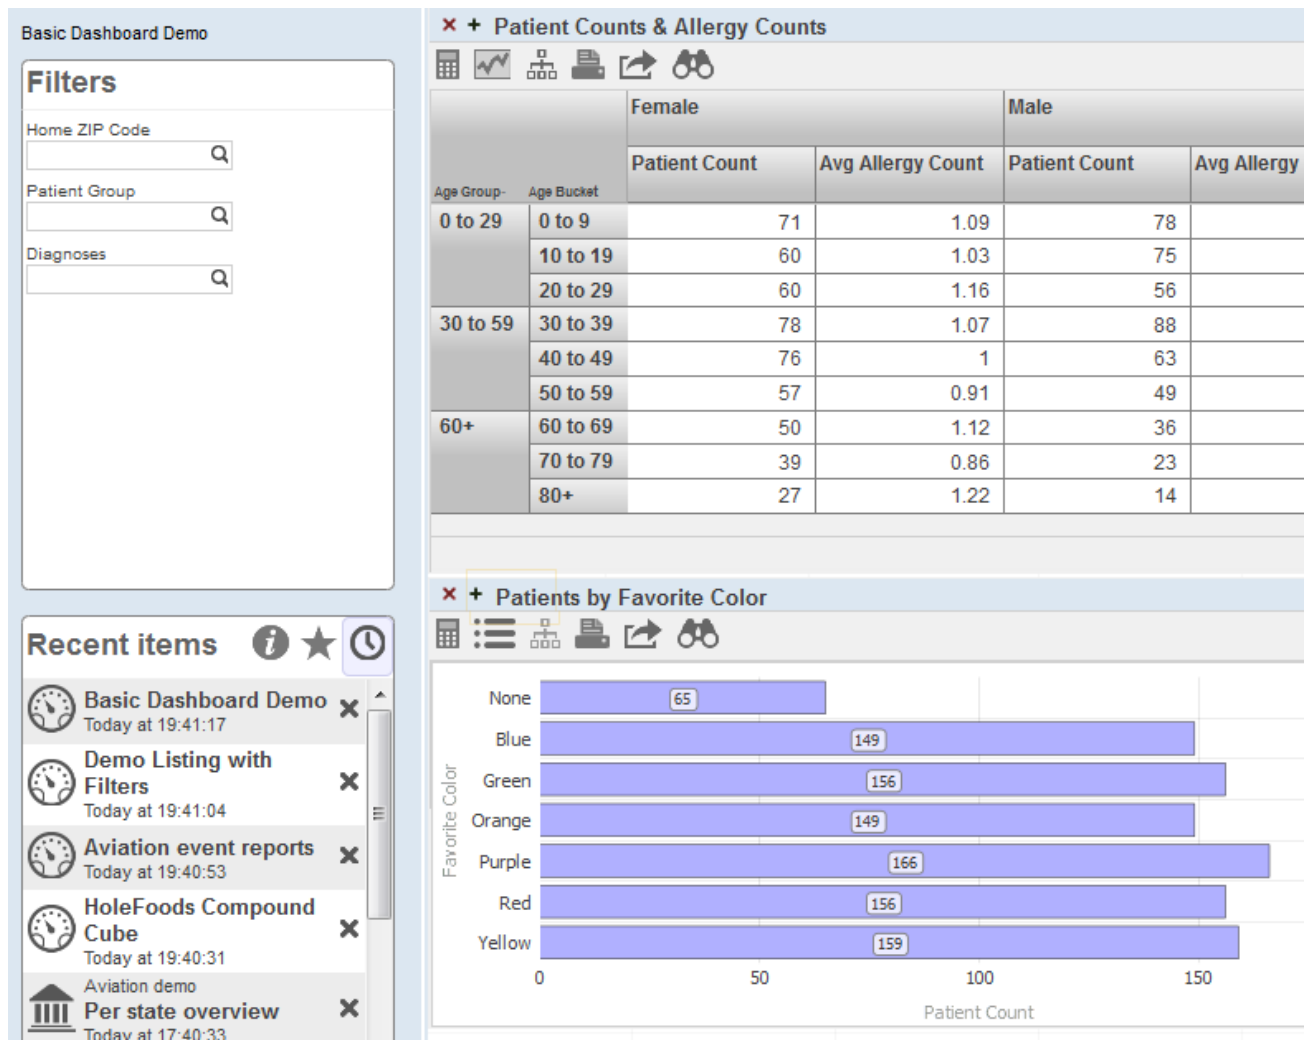 Basic Dashboard Demo
Filters
Home ZIP Code
Patient Group
Diagnoses
Recent items
Basic Dashboard Demo
Today at 19:41:17
Demo Listing with
Filters
Today at 19:41:04
Aviation event reports
Today at 19:40:53
HoleFoods Compound
Cube
Today at 19:40:31
Aviation demo
Per state overview
Today at 17:40:33
Patient Counts & Allergy Counts
Female Male
Age Group- Age Bucket Patient Count Avg Allergy Count Patient Count Avg Allergy
0 to 29 0 to 9 71 1.09 78
10 to 19 60 1.03 75
20 to 29 60 1.16 56
30 to 59 30 to 39 78 1.07 88
40 to 49 76 1 63
50 to 59 57 0.91 49
60+ 60 to 69 50 1.12 36
70 to 79 39 0.86 23
80+ 27 1.22 14
Patients by Favorite Color
Favorite Color
None 65
Blue 149
Green 156
Orange 149
Purple 166
Red 156
Yellow 159
0 50 100 150
Patient Count